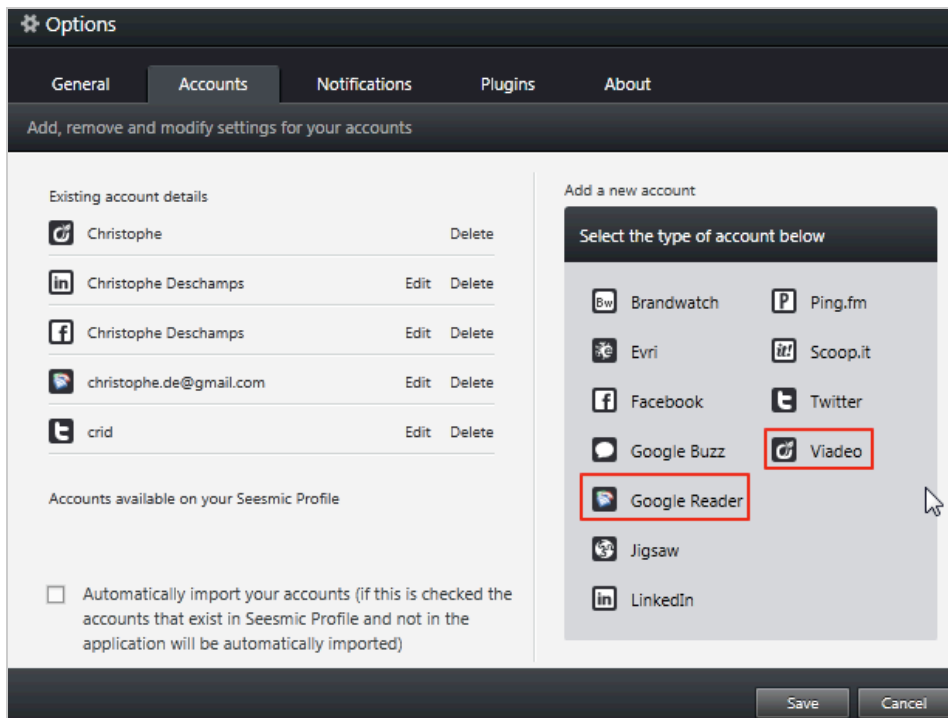 Options
General Accounts Notifications Plugins About
Add, remove and modify settings for your accounts
Existing account details
Christophe Delete
in Christophe Deschamps Edit Delete
f Christophe Deschamps Edit Delete
christophe.de@gmail.com Edit Delete
t crid Edit Delete
Accounts available on your Seesmic Profile
Automatically import your accounts (if this is checked the
accounts that exist in Seesmic Profile and not in the
application will be automatically imported)
Add a new account
Select the type of account below
Bw Brandwatch P Ping.fm
Evri it! Scoop.it
f Facebook t Twitter
Google Buzz Viadeo
Google Reader
Jigsaw
in LinkedIn
Save Cancel